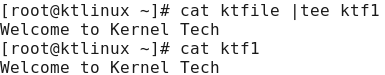 [root@ktlinux ~]# cat ktfile |tee ktf1
Welcome to Kernel Tech
[root@ktlinux ~]# cat ktf1
Welcome to Kernel Tech